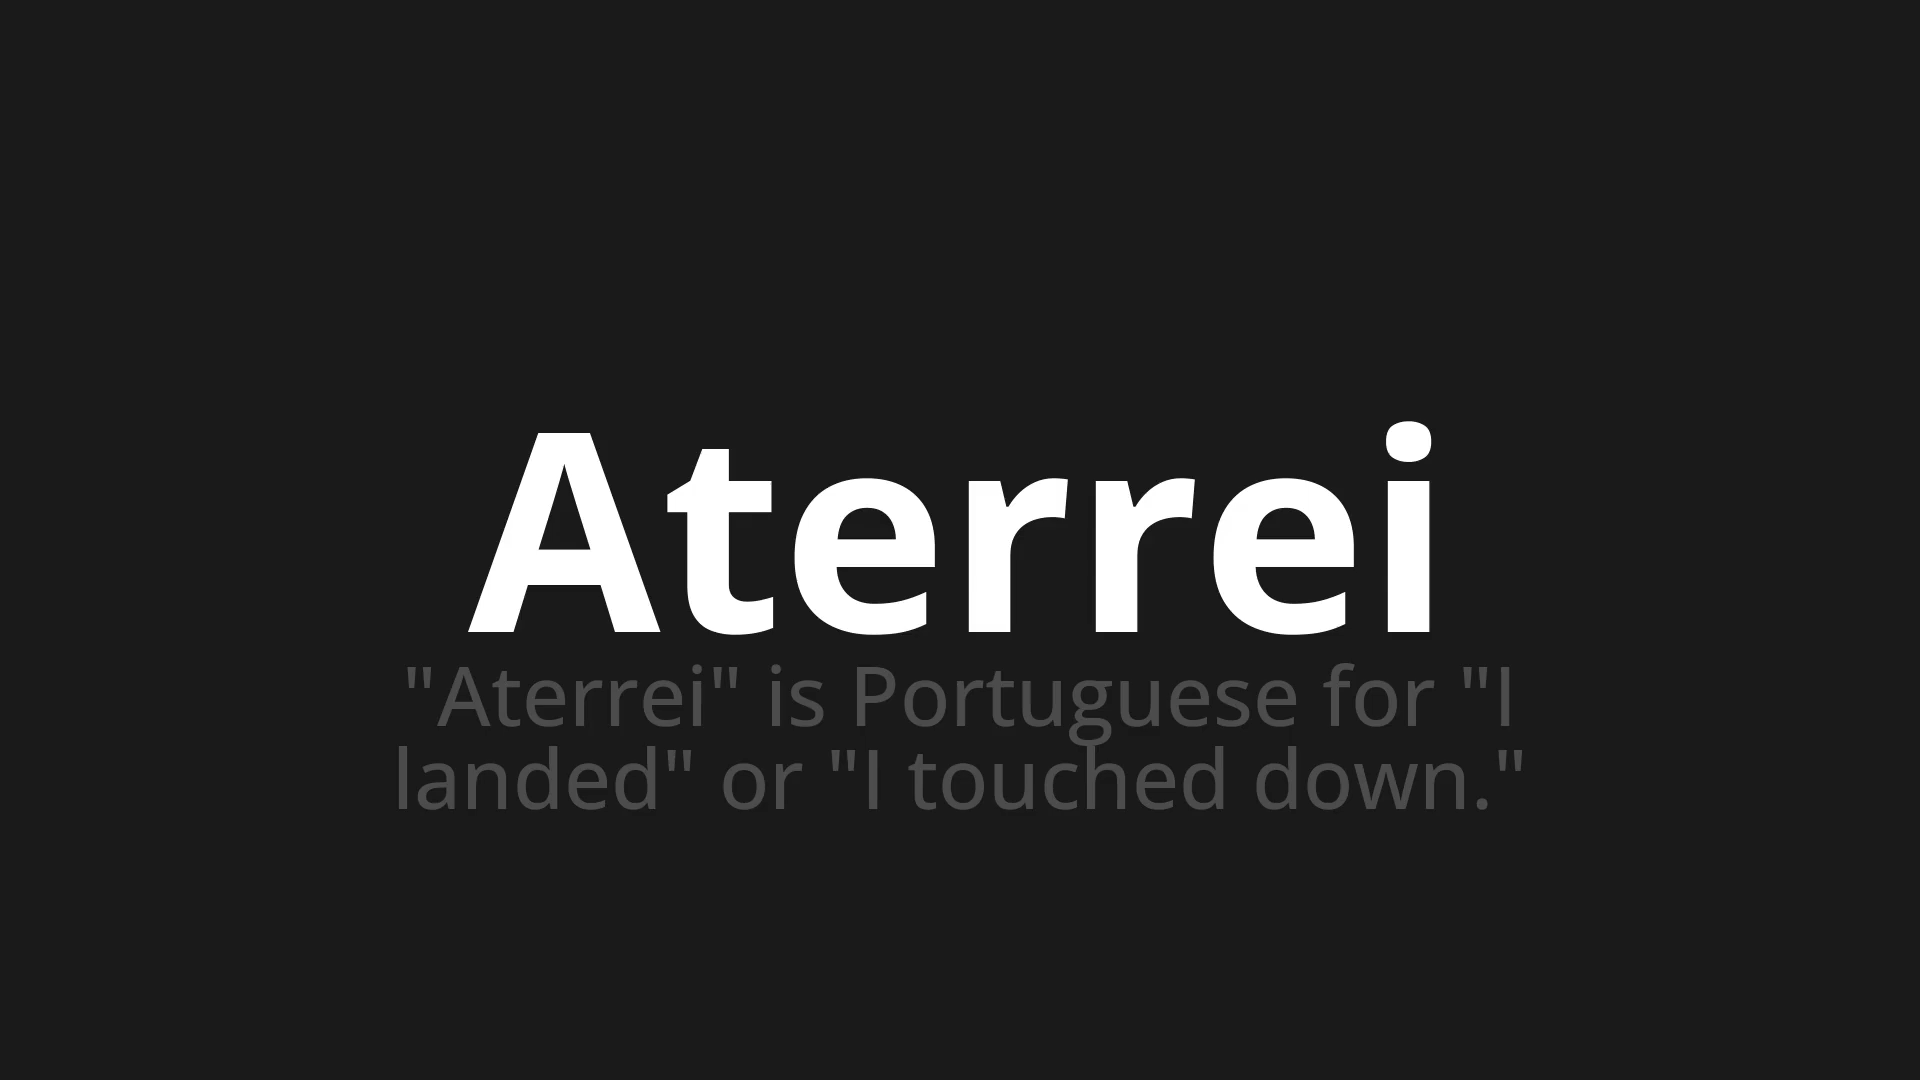 Aterrei
"Aterrei" is Portuguese for "I
landed" or "I touched down."